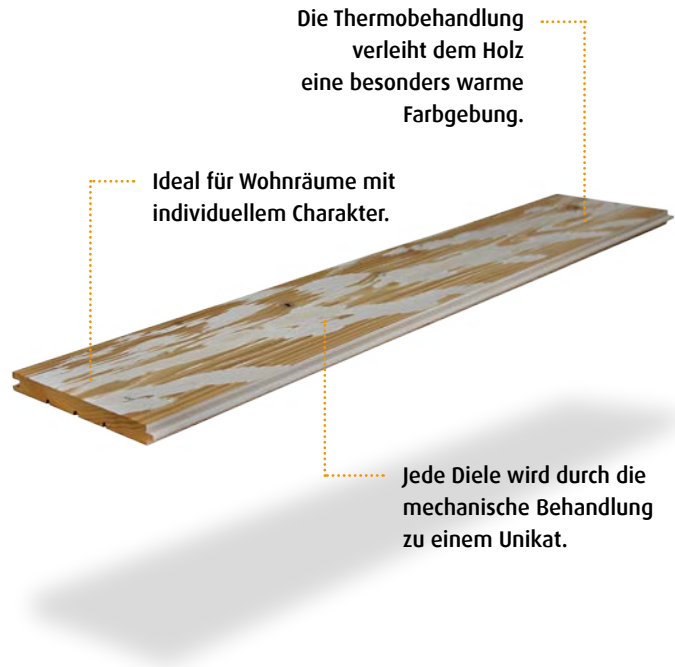 Die Thermobehandlung
verleiht dem Holz
eine besonders warme
Farbgebung.
Ideal für Wohnräume mit
individuellem Charakter.
Jede Diele wird durch die
mechanische Behandlung
zu einem Unikat.